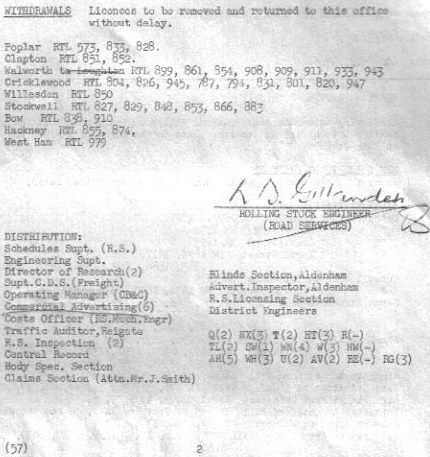 WITHDRAWALS Licences to be removed and returned to this office
without delay.
Poplar RTL 573, 833, 828.
Clapton RTL 851, 852.
Walworth to Loughton RTL 899, 861, 854, 908, 909, 911, 933, 943
Cricklewood RTL 804, 826, 945, 787, 794, 831, 801, 820, 947
Willesden RTL 850
Stockwell RTL 827, 829, 848, 853, 866, 883
Bow RTL 838, 910
Hackney RTL 855, 874,
West Ham RTL 979
ROLLING STOCK ENGINEER
(ROAD SERVICES)
DISTRIBUTION:
Schedules Supt. (R.S.)
Engineering Supt.
Director of Research(2)
Supt.C.D.S.(Freight)
Operating Manager (CB&C)
Commercial Advertising(6)
Costs Officer (RS.Mech.Engr)
Traffic Auditor,Reigate
R.S. Inspection (2)
Central Record
Body Spec. Section
Claims Section (Attn.Mr.J.Smith)
Blinds Section,Aldenham
Advert.Inspector,Aldenham
R.S.Licensing Section
District Engineers
Q(2) NX(3) T(2) HT(3) R(-)
TL(2) SW(1) WN(4) W(3) HW(-)
AR(5) WH(3) U(2) AV(2) RE(-) RG(3)
(57)
2